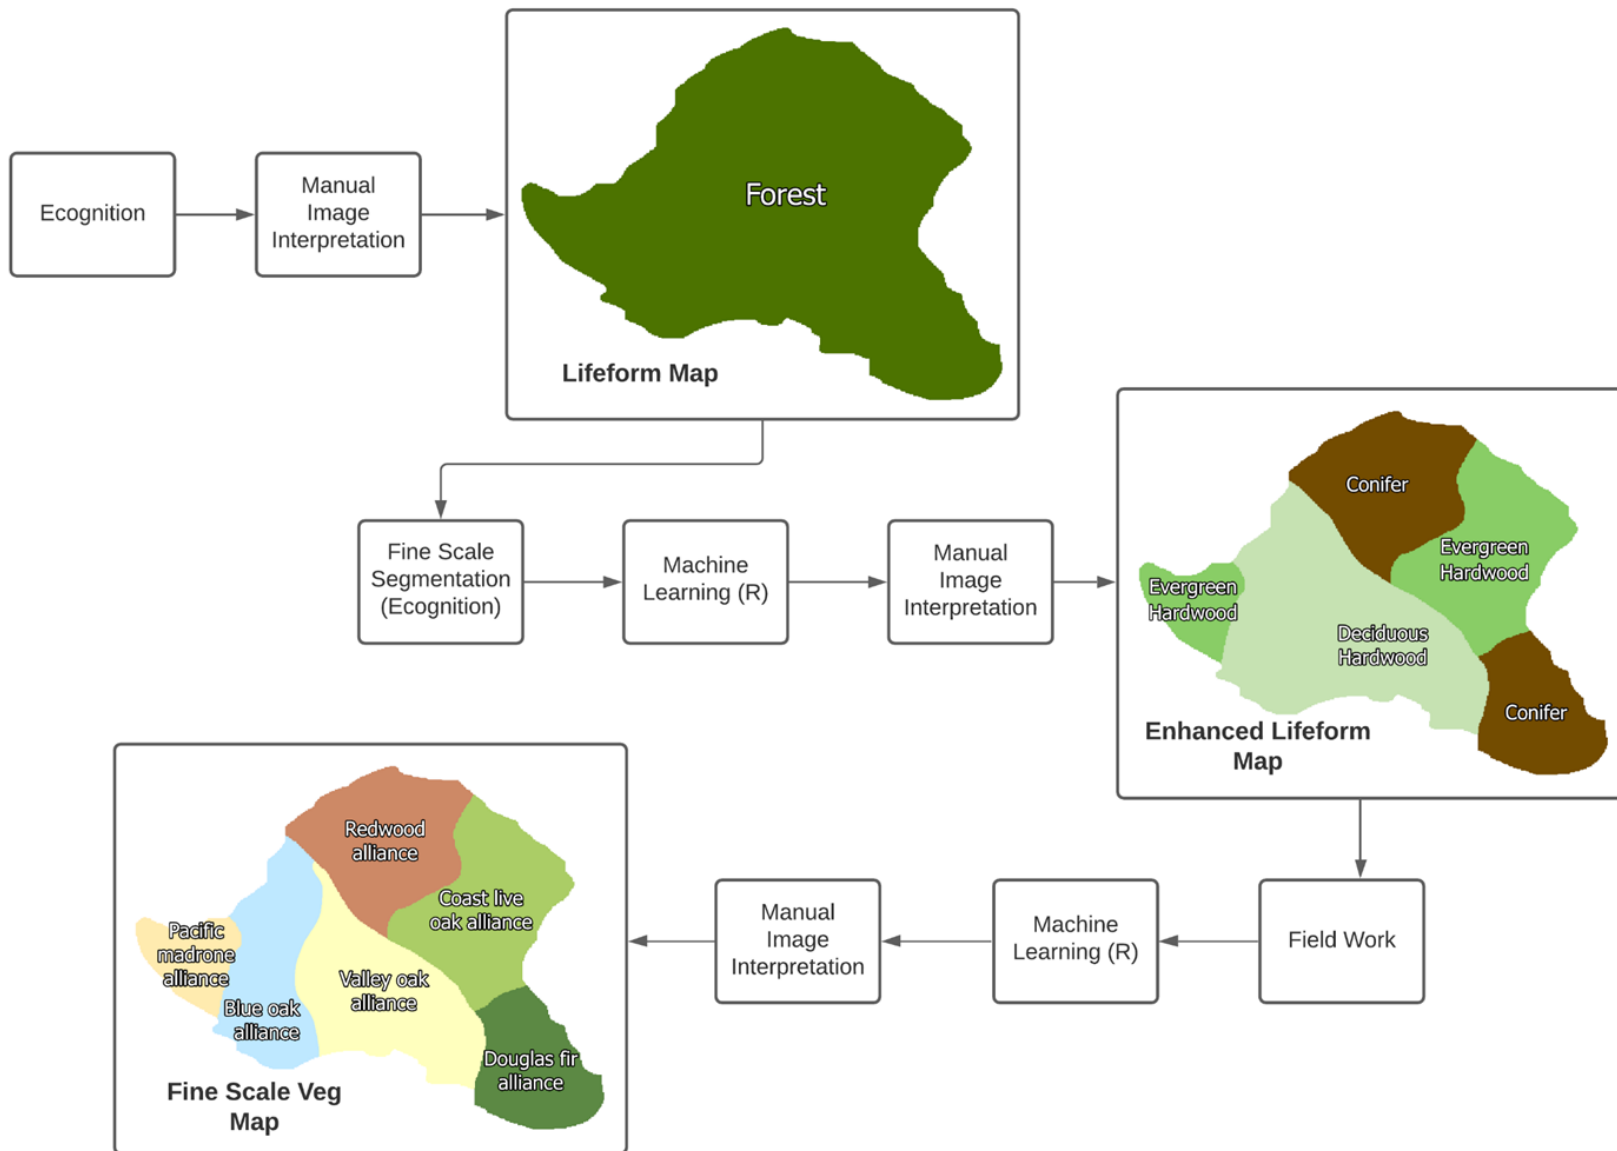 Ecognition
Manual
Image
Interpretation
Forest
Lifeform Map
Fine Scale
Segmentation
(Ecognition)
Machine
Learning (R)
Manual
Image
Interpretation
Conifer
Evergreen
Hardwood
Evergreen
Hardwood
Deciduous
Hardwood
Conifer
Enhanced Lifeform
Map
Field Work
Machine
Learning (R)
Manual
Image
Interpretation
Redwood
alliance
Coast live
oak alliance
Pacific
madrone
alliance
Valley oak
alliance
Blue oak
alliance
Douglas fir
alliance
Fine Scale Veg
Map